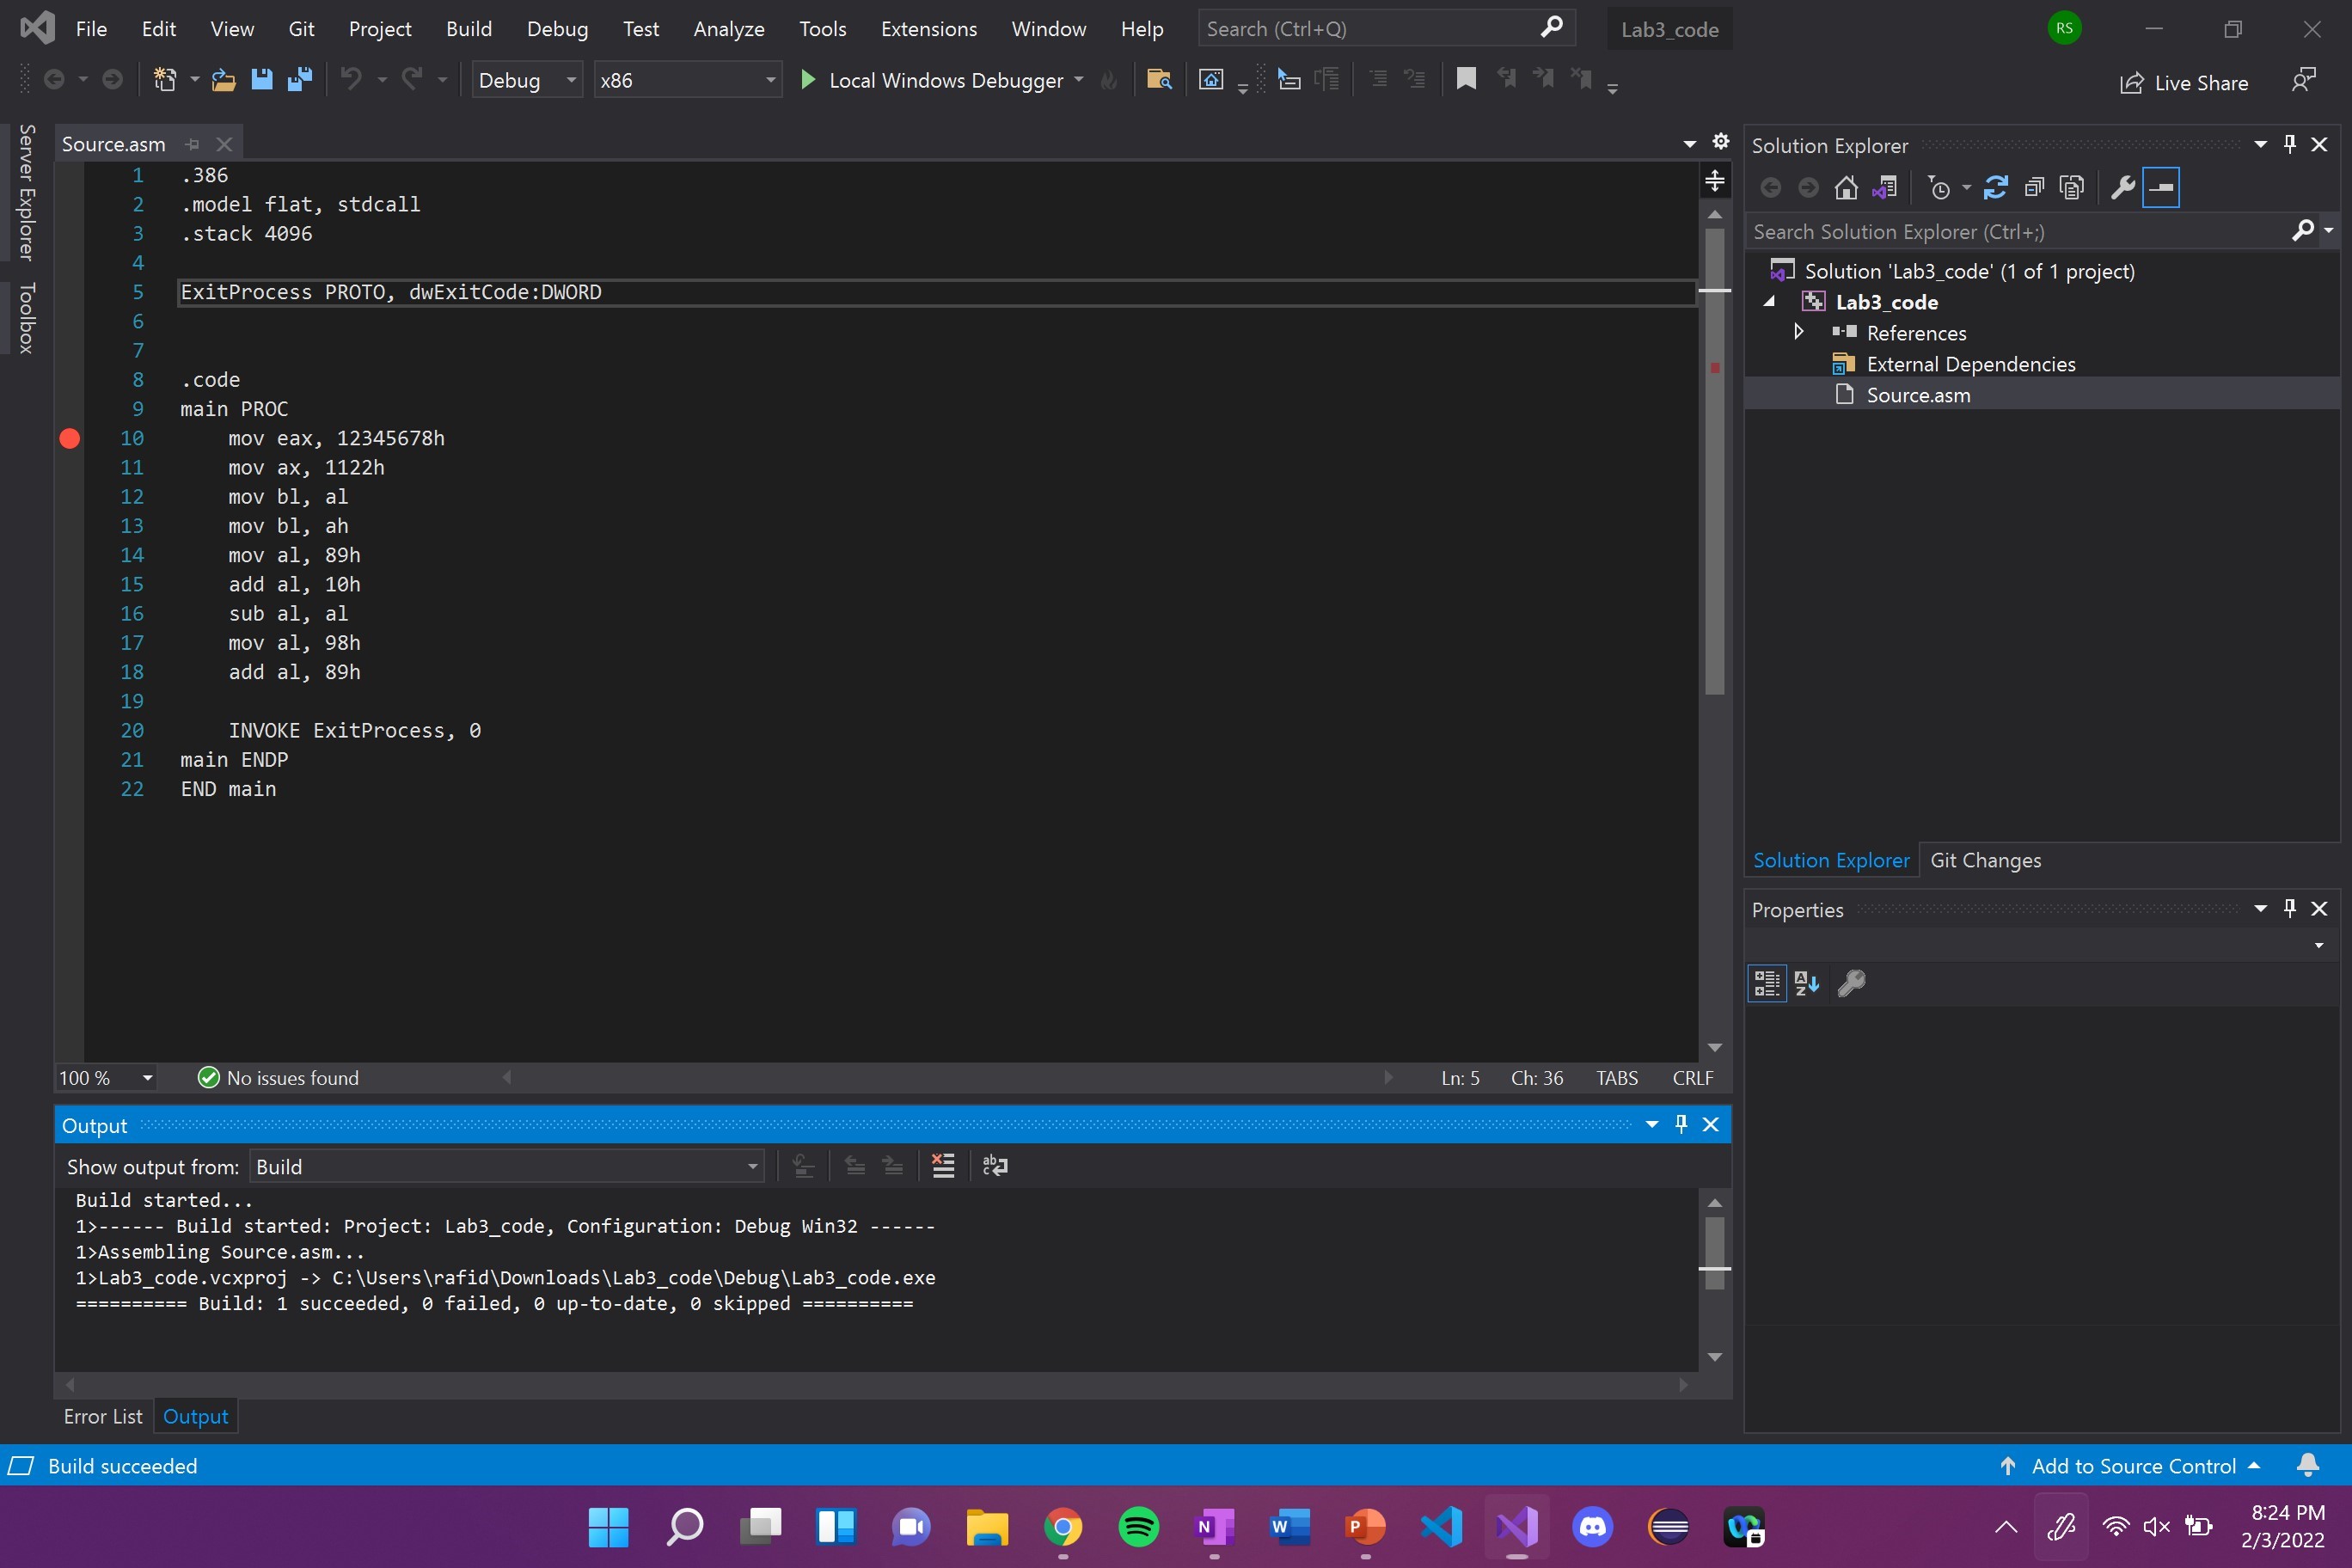 File Edit View Git Project Build Debug Test Analyze Tools Extensions Window Help Search (Ctrl+Q) Lab3_code RS
Debug x86 Local Windows Debugger Live Share
Server Explorer
Toolbox
Source.asm
1 .386
2 .model flat, stdcall
3 .stack 4096
4
5 ExitProcess PROTO, dwExitCode:DWORD
6
7
8 .code
9 main PROC
10 mov eax, 12345678h
11 mov ax, 1122h
12 mov bl, al
13 mov bl, ah
14 mov al, 89h
15 add al, 10h
16 sub al, al
17 mov al, 98h
18 add al, 89h
19
20 INVOKE ExitProcess, 0
21 main ENDP
22 END main
100 % No issues found Ln: 5 Ch: 36 TABS CRLF
Output
Show output from: Build
Build started...
1>------ Build started: Project: Lab3_code, Configuration: Debug Win32 ------
1>Assembling Source.asm...
1>Lab3_code.vcxproj -> C:\Users\rafid\Downloads\Lab3_code\Debug\Lab3_code.exe
========== Build: 1 succeeded, 0 failed, 0 up-to-date, 0 skipped ==========
Error List Output
Solution Explorer
Search Solution Explorer (Ctrl+;)
Solution 'Lab3_code' (1 of 1 project)
Lab3_code
References
External Dependencies
Source.asm
Solution Explorer Git Changes
Properties
Build succeeded Add to Source Control
8:24 PM
2/3/2022